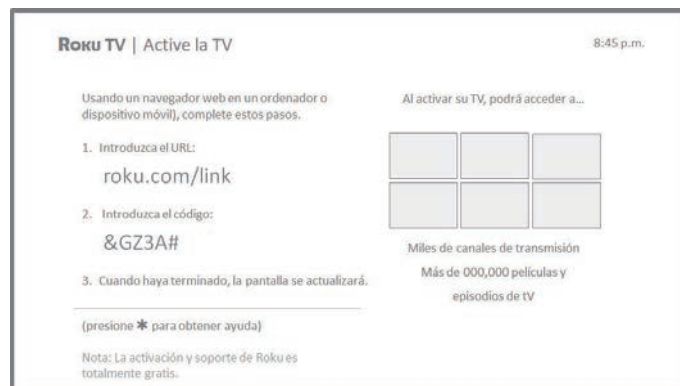 Roku TV | Active la TV
8:45 p.m.
Usando un navegador web en un ordenador o
dispositivo móvil), complete estos pasos.
1. Introduzca el URL:
roku.com/link
2. Introduzca el código:
&GZ3A#
3. Cuando haya terminado, la pantalla se actualizará.
(presione ✱ para obtener ayuda)
Nota: La activación y soporte de Roku es
totalmente gratis.
Al activar su TV, podrá acceder a...
Miles de canales de transmisión
Más de 000,000 películas y
episodios de tV